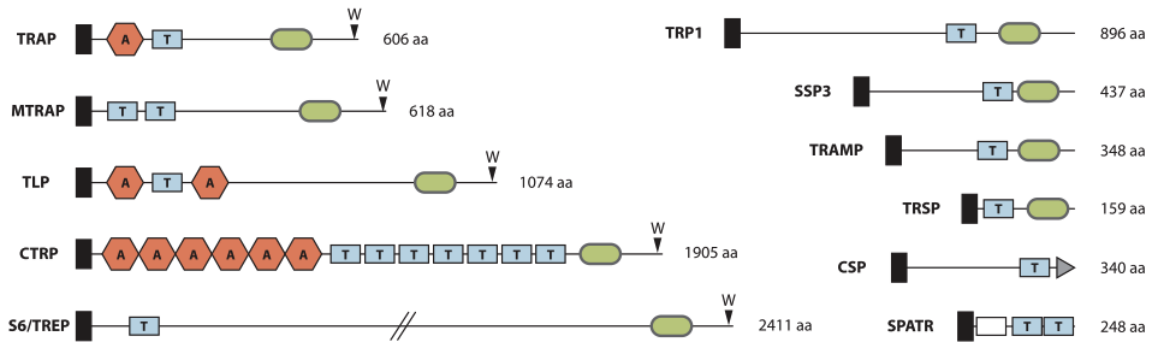 W
TRAP A T 606 aa
W
MTRAP T T 618 aa
W
TLP A T A 1074 aa
W
CTRP A A A A A A T T T T T T T 1905 aa
W
S6/TREP T 2411 aa
TRP1 T 896 aa
SSP3 T 437 aa
TRAMP T 348 aa
TRSP T 159 aa
CSP T 340 aa
SPATR T T 248 aa